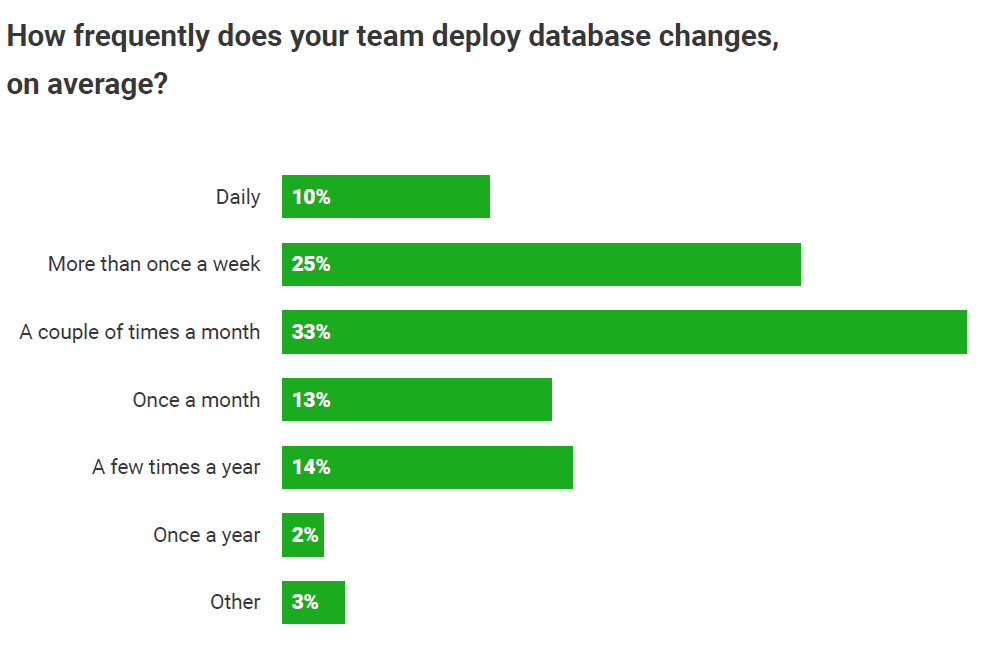 How frequently does your team deploy database changes,
on average?
Daily 10%
More than once a week 25%
A couple of times a month 33%
Once a month 13%
A few times a year 14%
Once a year 2%
Other 3%